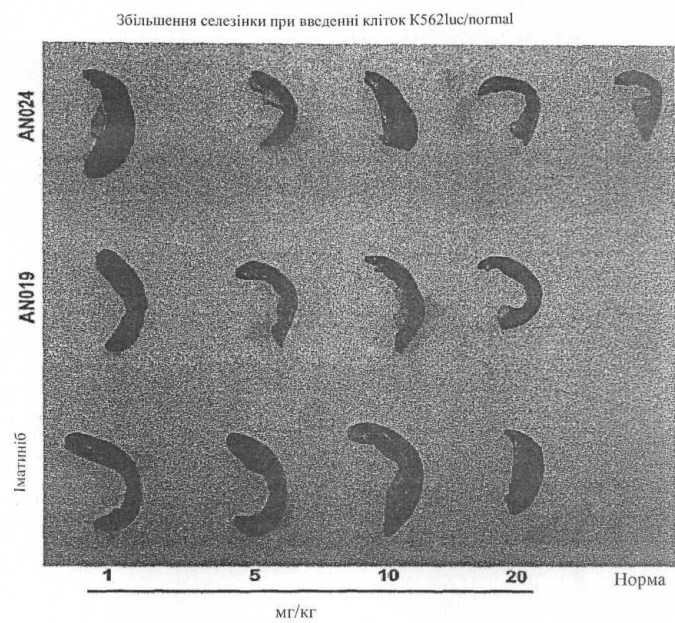 Збільшення селезінки при введенні кліток K562luc/normal
AN024
AN019
Іматиніб
1 5 10 20 Норма
мг/кг